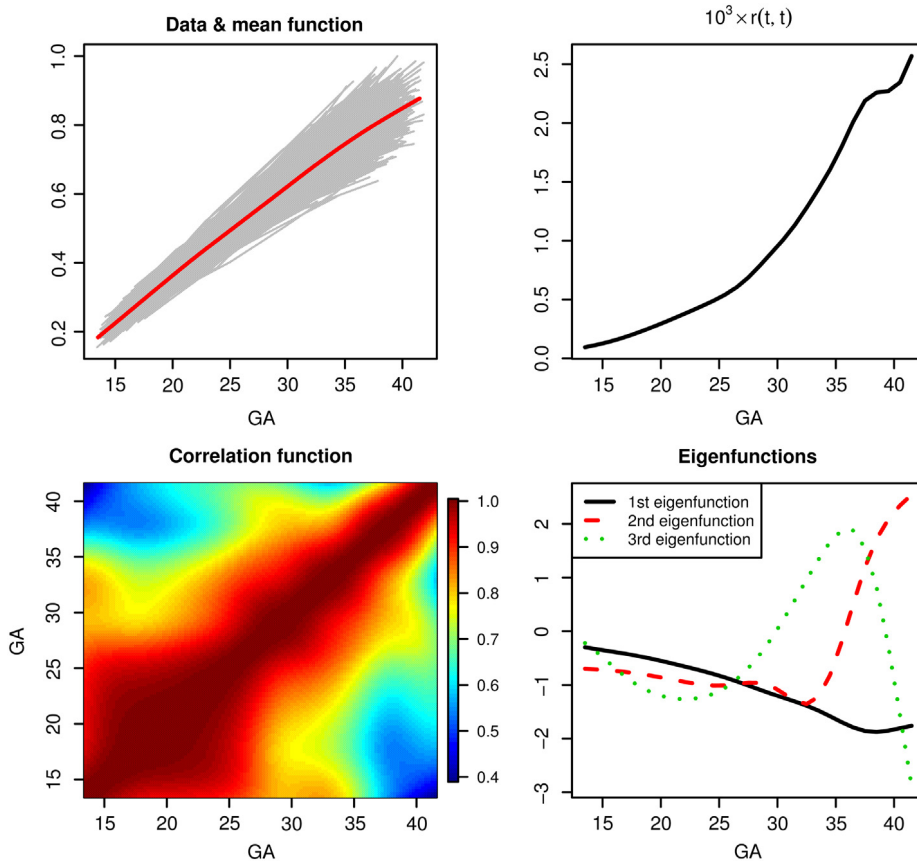 Data & mean function
1.0
0.8
0.6
0.4
0.2
15 20 25 30 35 40
GA
10³ × r(t, t)
2.5
2.0
1.5
1.0
0.5
0.0
15 20 25 30 35 40
GA
Correlation function
GA
40
35
30
25
20
15
15 20 25 30 35 40
GA
1.0
0.9
0.8
0.7
0.6
0.5
0.4
Eigenfunctions
1st eigenfunction
2nd eigenfunction
3rd eigenfunction
2
1
0
−1
−2
−3
15 20 25 30 35 40
GA